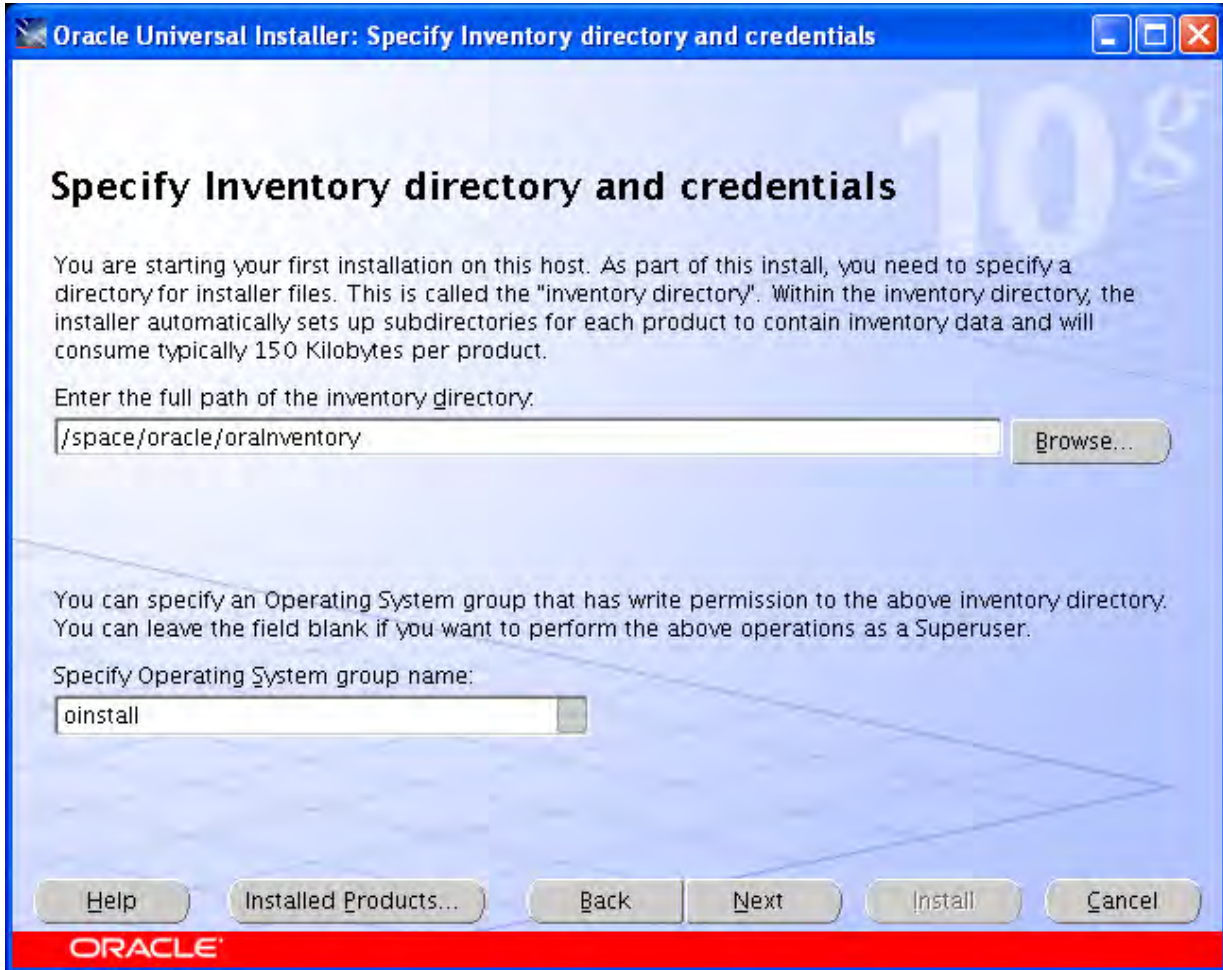 Oracle Universal Installer: Specify Inventory directory and credentials
10g
Specify Inventory directory and credentials
You are starting your first installation on this host. As part of this install, you need to specify a
directory for installer files. This is called the "inventory directory". Within the inventory directory, the
installer automatically sets up subdirectories for each product to contain inventory data and will
consume typically 150 Kilobytes per product.
Enter the full path of the inventory directory:
/space/oracle/oraInventory
Browse...
You can specify an Operating System group that has write permission to the above inventory directory.
You can leave the field blank if you want to perform the above operations as a Superuser.
Specify Operating System group name:
oinstall
Help Installed Products... Back Next Install Cancel
ORACLE